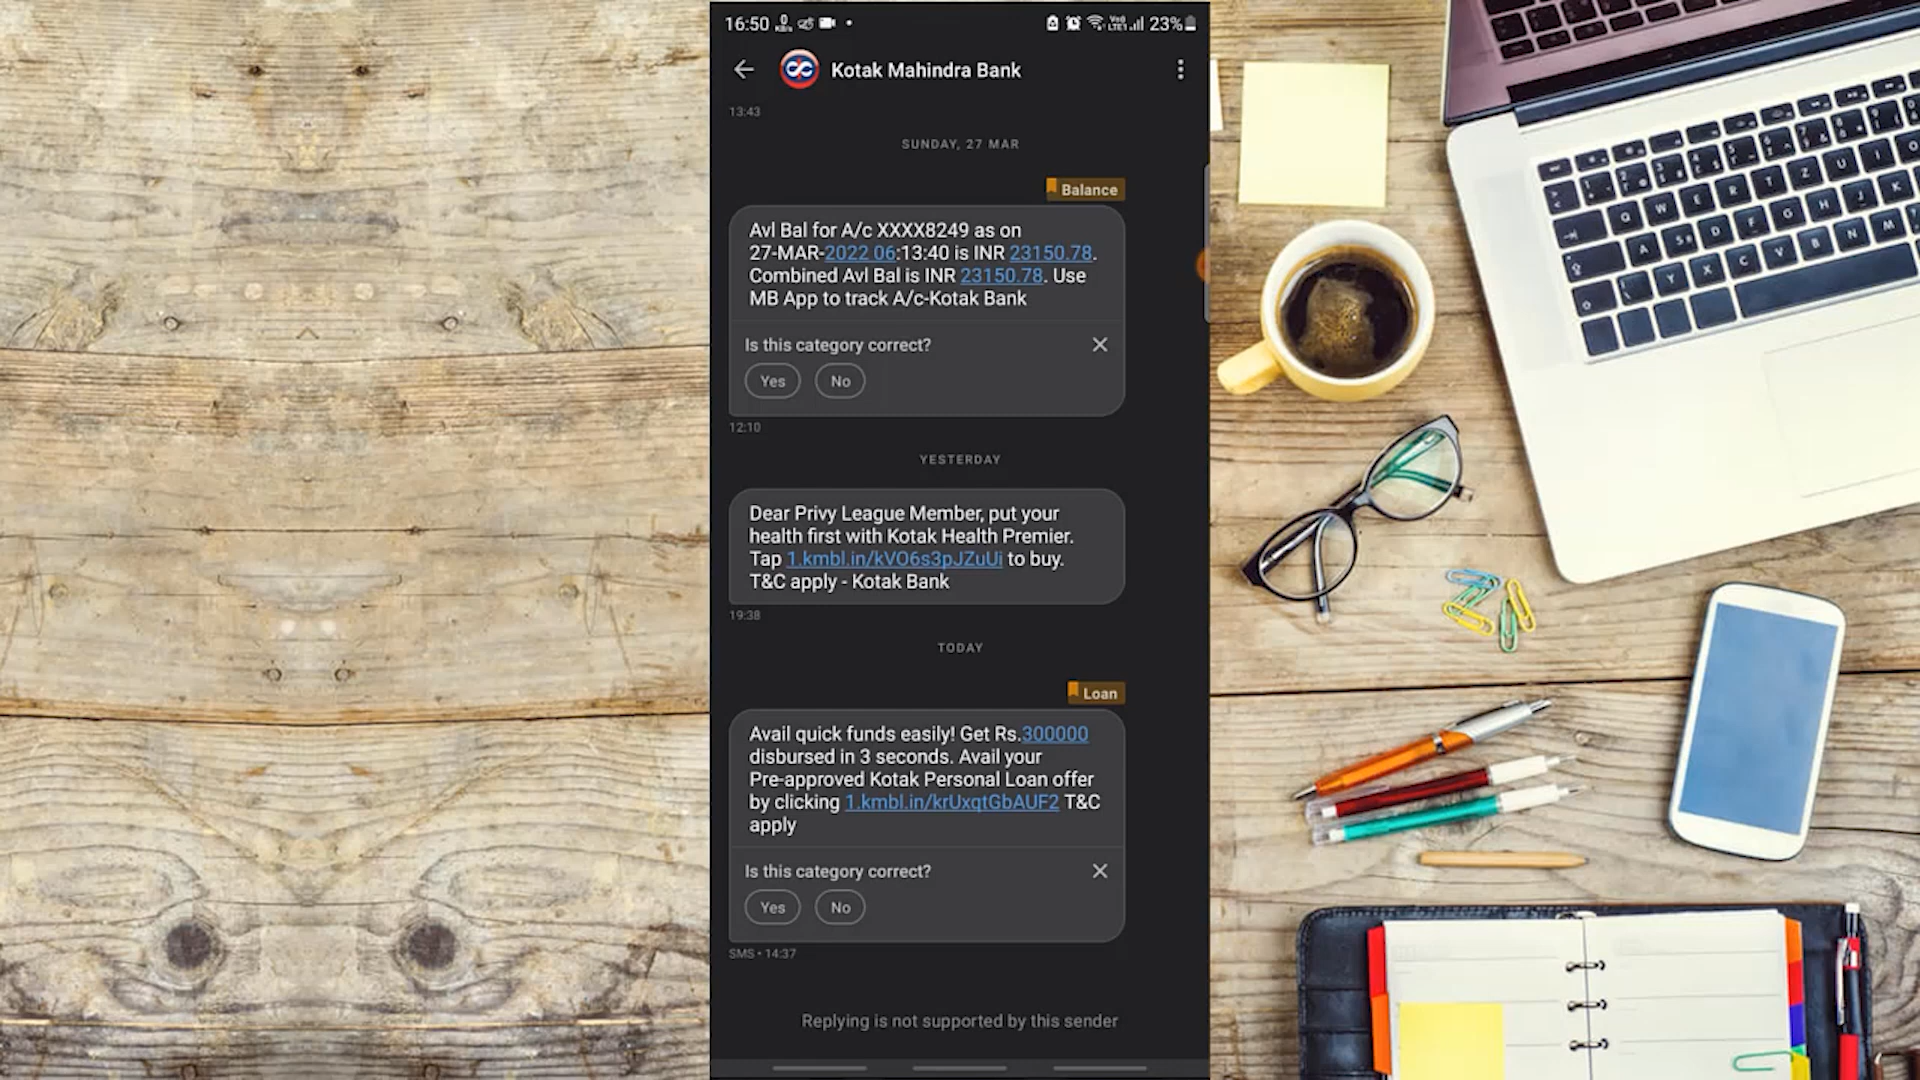 16:50 0 KB/s VoB LTE1 23%
Kotak Mahindra Bank
13:43
SUNDAY, 27 MAR
Balance
Avl Bal for A/c XXXX8249 as on
27-MAR-2022 06:13:40 is INR 23150.78.
Combined Avl Bal is INR 23150.78. Use
MB App to track A/c-Kotak Bank
Is this category correct?
Yes No
12:10
YESTERDAY
Dear Privy League Member, put your
health first with Kotak Health Premier.
Tap 1.kmbl.in/kVO6s3pJZuUi to buy.
T&C apply - Kotak Bank
19:38
TODAY
Loan
Avail quick funds easily! Get Rs.300000
disbursed in 3 seconds. Avail your
Pre-approved Kotak Personal Loan offer
by clicking 1.kmbl.in/krUxqtGbAUF2 T&C
apply
Is this category correct?
Yes No
SMS • 14:37
Replying is not supported by this sender